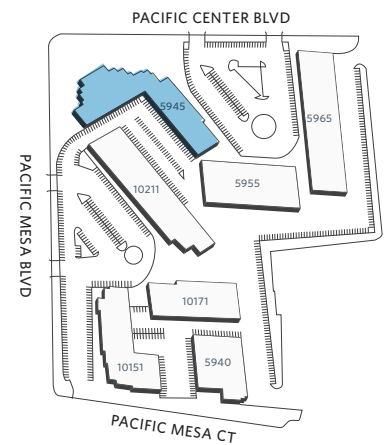 PACIFIC CENTER BLVD
5945
5965
5955
10211
PACIFIC MESA BLVD
10171
10151
5940
PACIFIC MESA CT